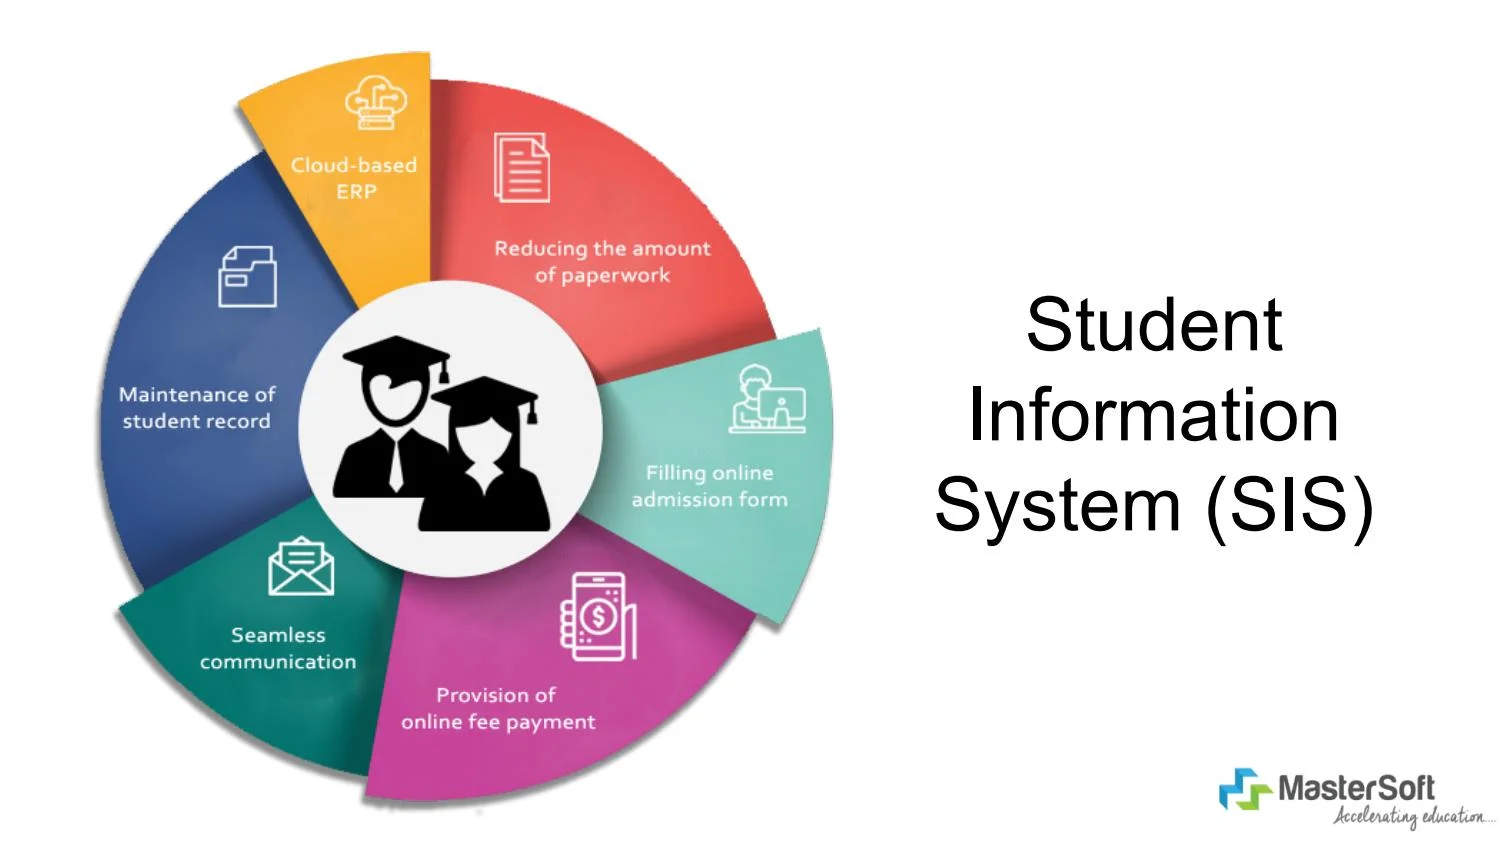 Cloud-based
ERP
Reducing the amount
of paperwork
Maintenance of
student record
Filling online
admission form
Seamless
communication
Provision of
online fee payment
$
Student
Information
System (SIS)
MasterSoft
Accelerating education....